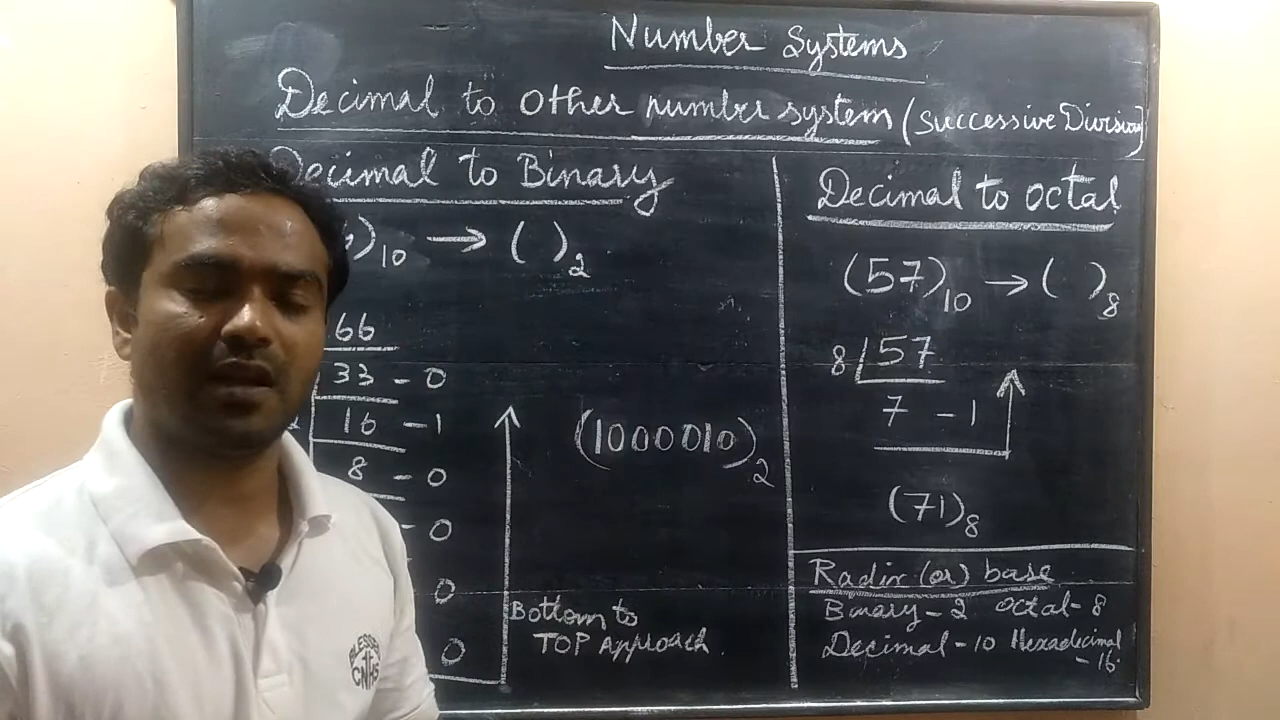 Number Systems
Decimal to Other number system (Successive Division)
Decimal to Binary
)10 → ( )2
66
33 - 0
16 - 1
8 - 0
- 0
0
0
(1000010)2
Bottom to
TOP Approach
Decimal to Octal
(57)10 → ( )8
8 57
7 - 1
(71)8
Radix (or) base
Binary - 2 Octal - 8
Decimal - 10 Hexadecimal
- 16
BLESSED
CNHS